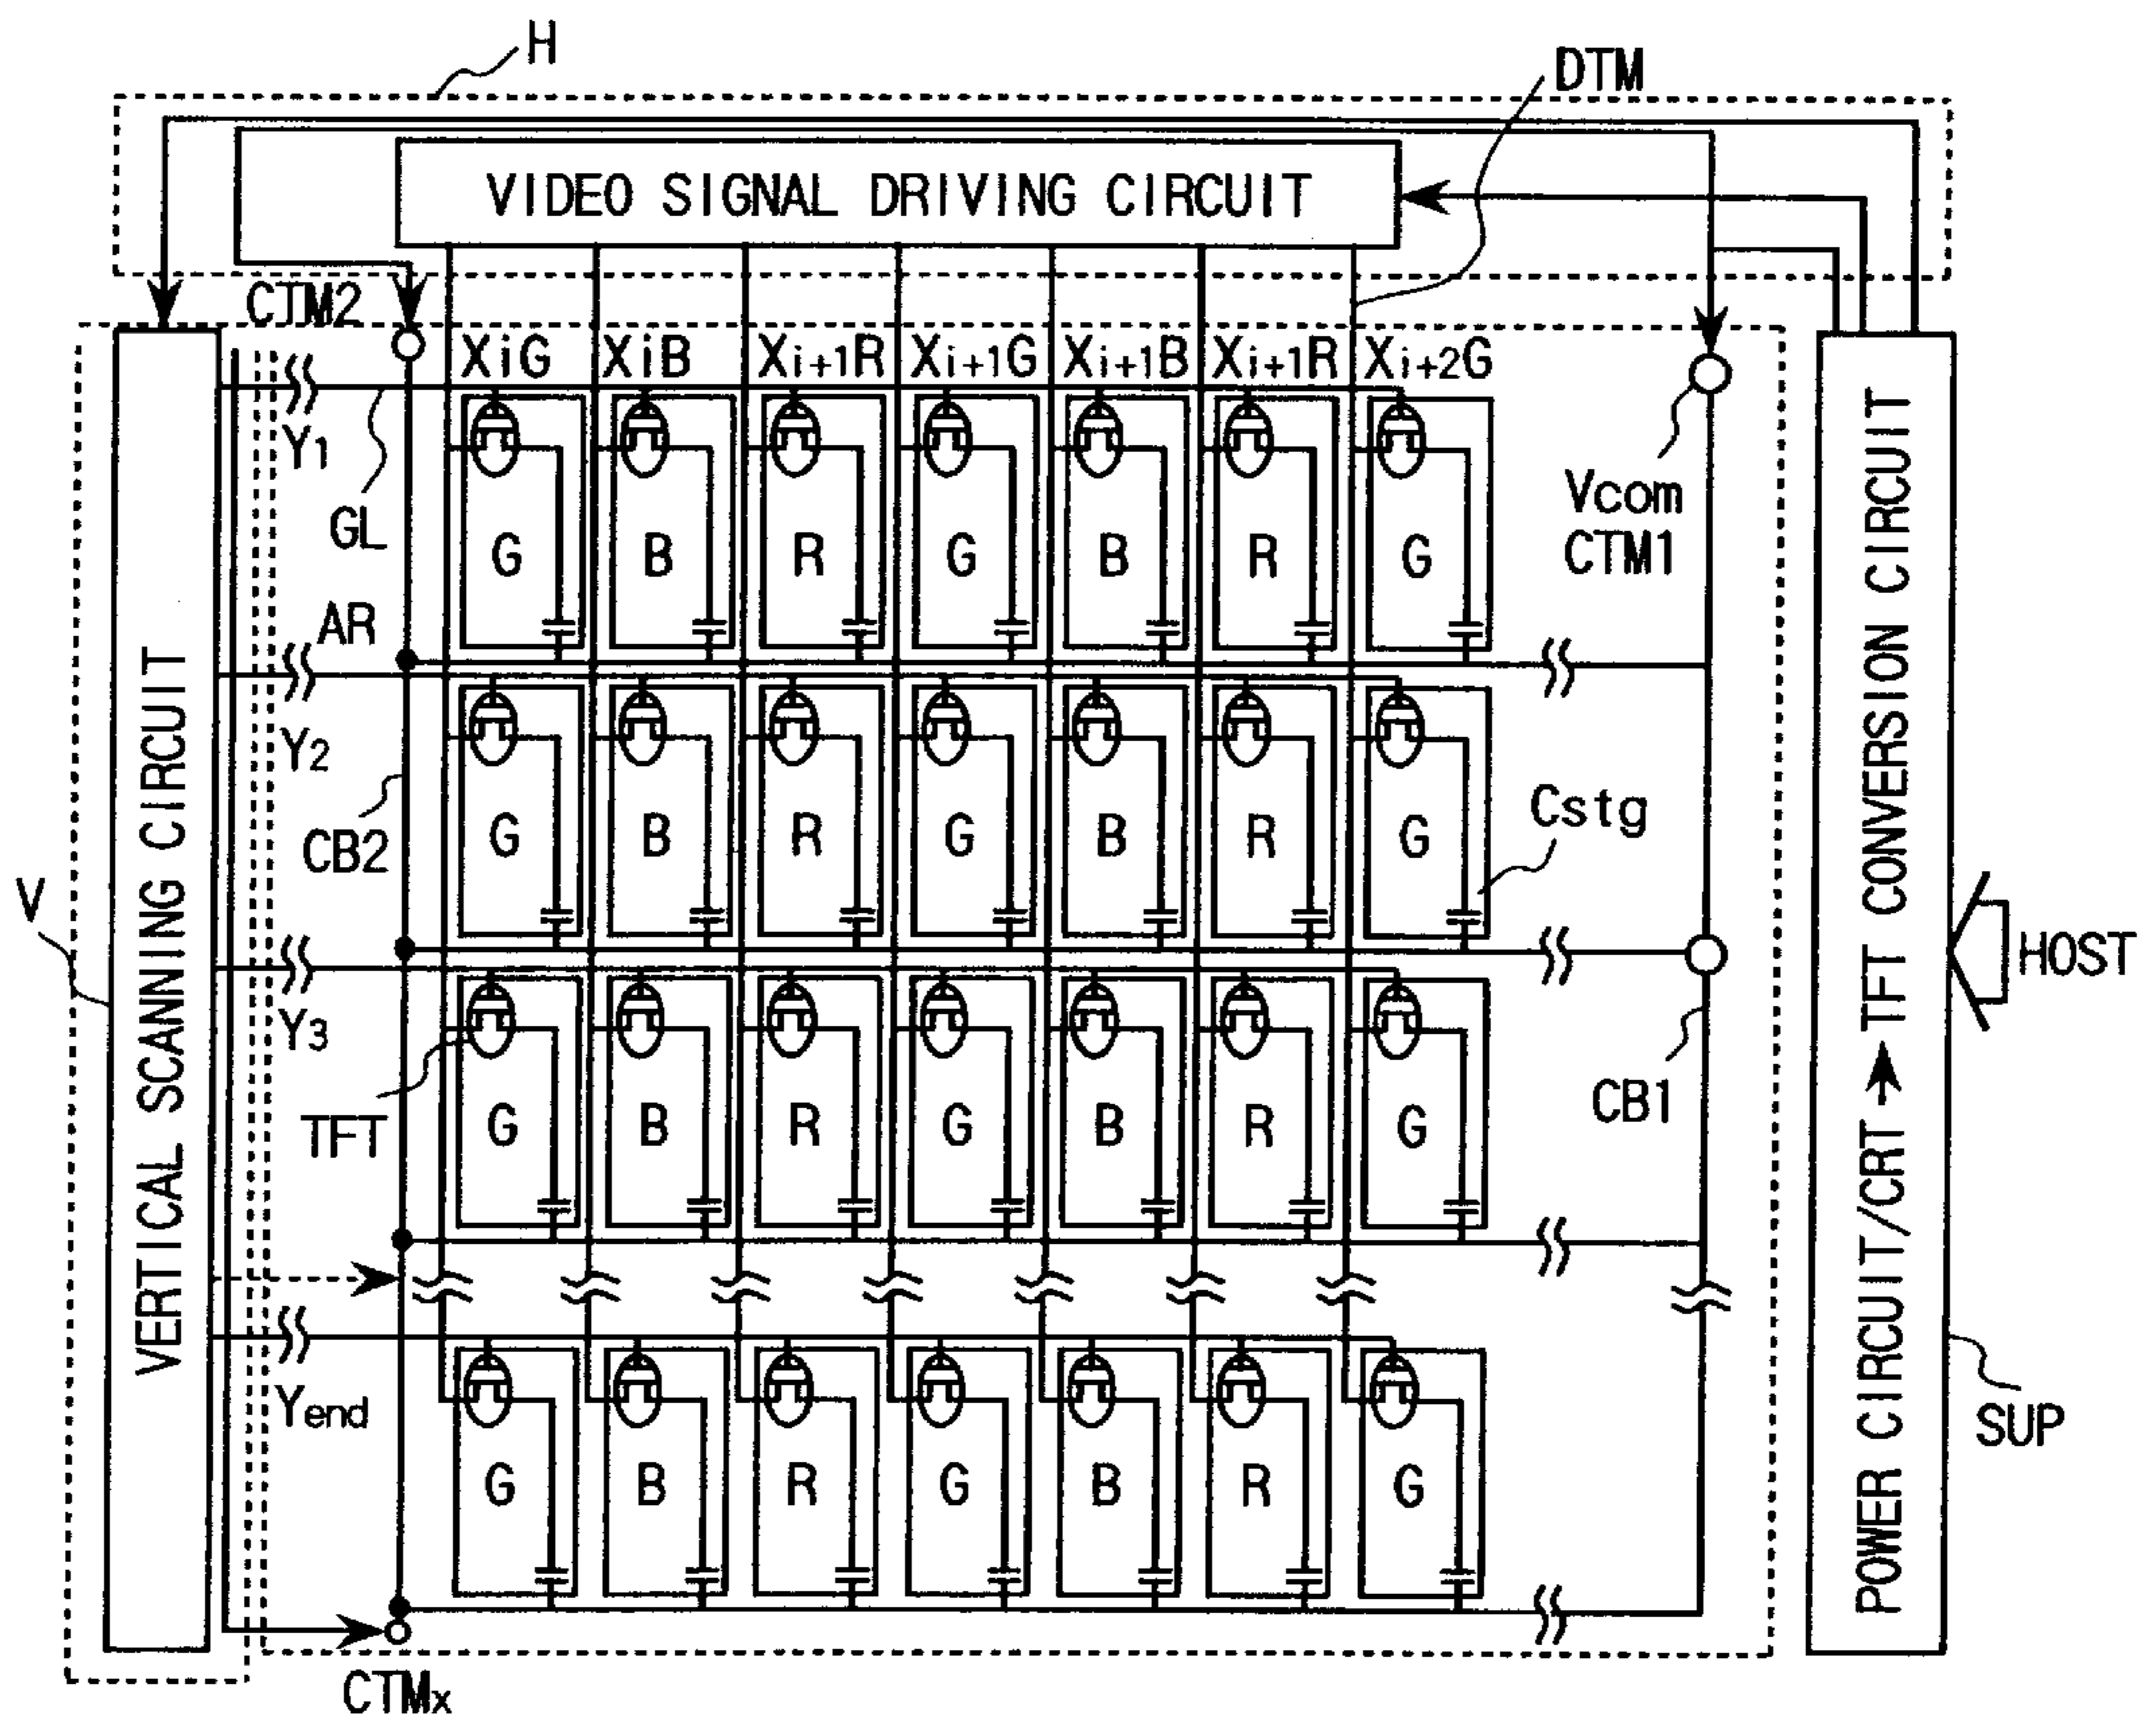 H
DTM
VIDEO SIGNAL DRIVING CIRCUIT
CTM2
XiG XiB Xi+1R Xi+1G Xi+1B Xi+1R Xi+2G
Y1
GL
Vcom
CTM1
G B R G B R G
AR
Y2
CB2
Cstg
G B R G B R G
V
HOST
Y3
TFT
CB1
G B R G B R G
Yend
SUP
G B R G B R G
CTMx
VERTICAL SCANNING CIRCUIT
POWER CIRCUIT/CRT → TFT CONVERSION CIRCUIT